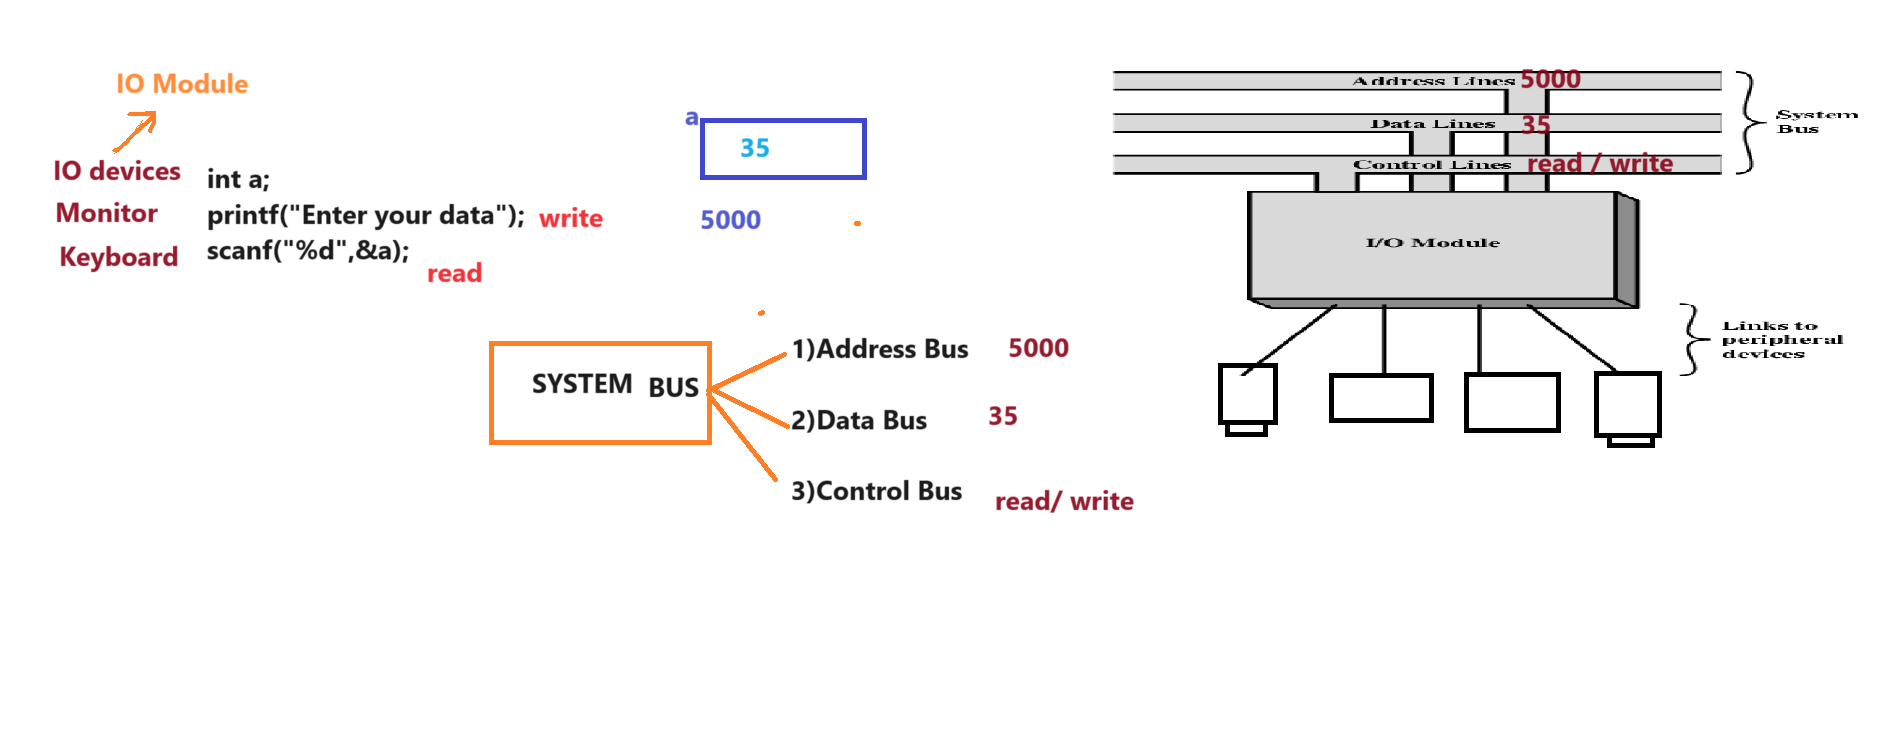 IO Module
IO devices
Monitor
Keyboard
int a;
printf("Enter your data"); write
scanf("%d",&a);
read
a
35
5000
SYSTEM BUS
1)Address Bus 5000
2)Data Bus 35
3)Control Bus read/ write
Address Lines 5000
Data Lines 35
Control Lines read / write
System
Bus
I/O Module
Links to
peripheral
devices